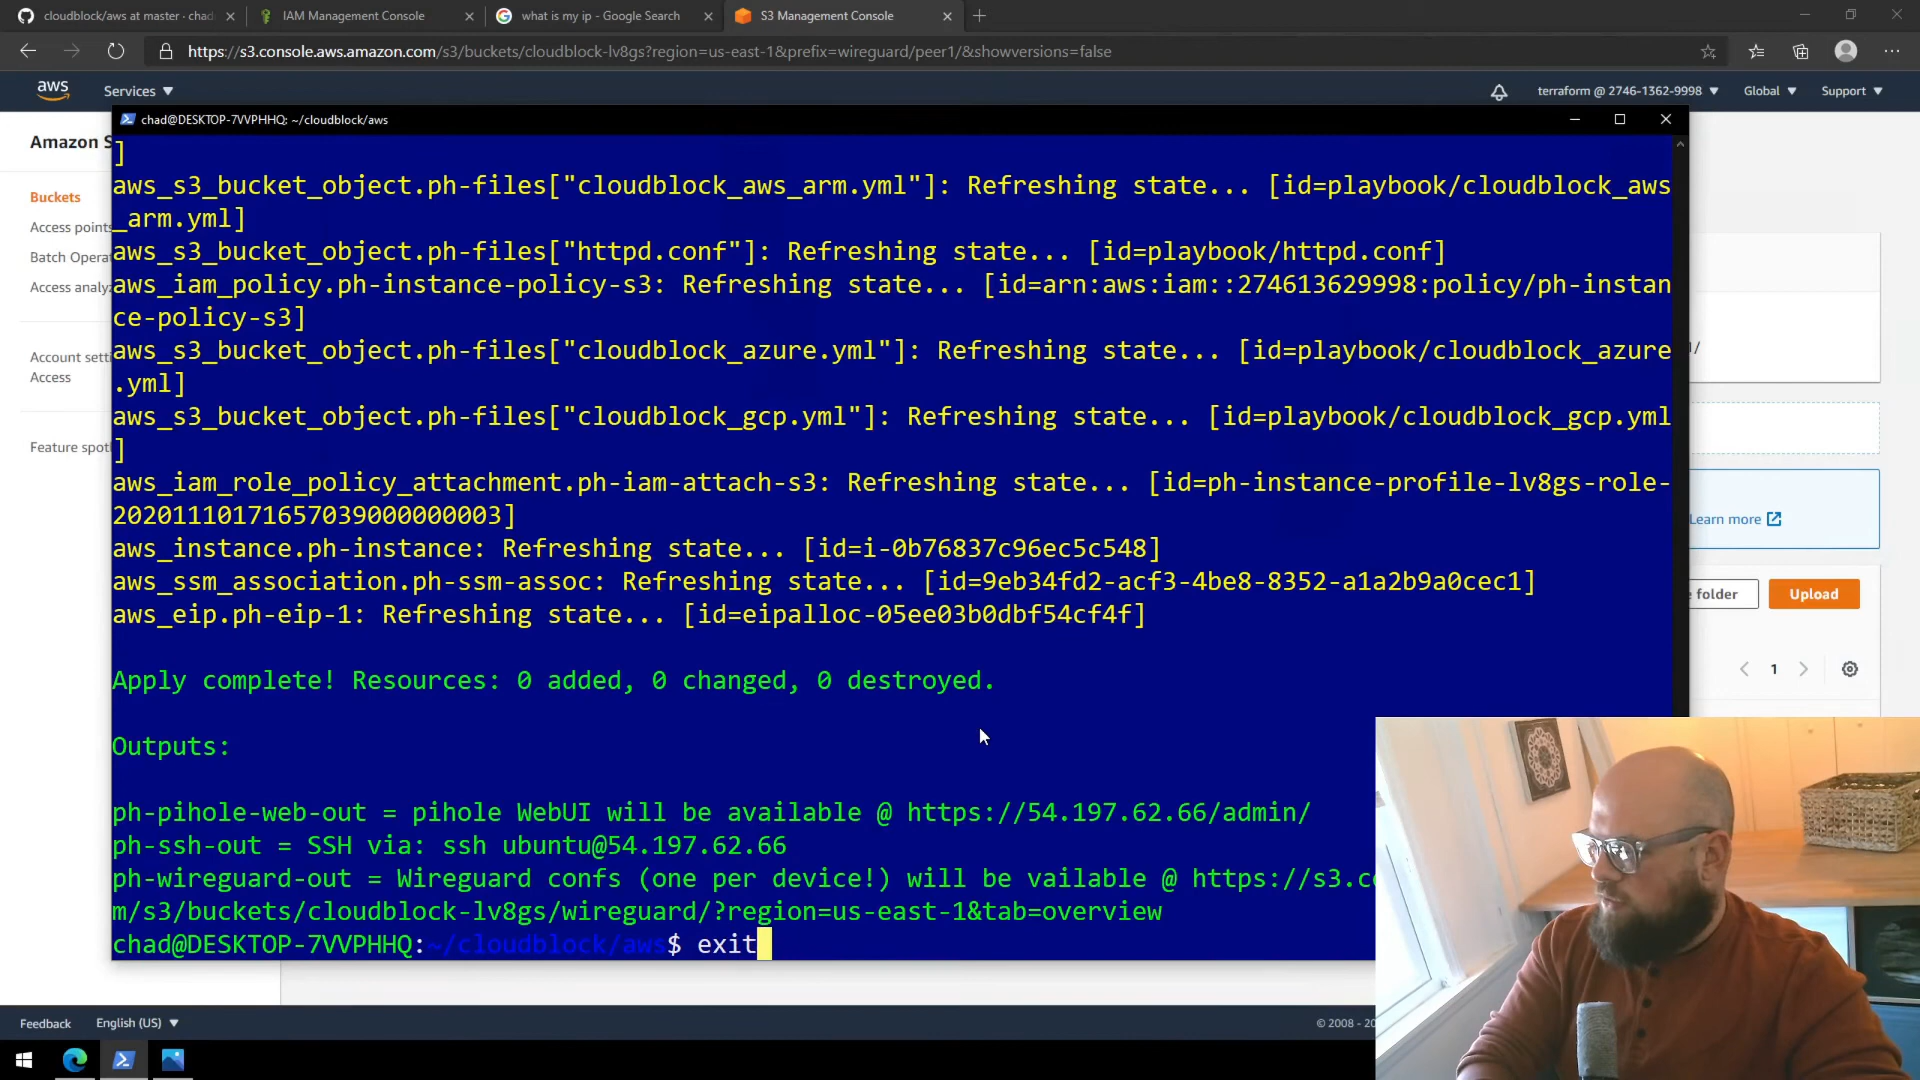 cloudblock/aws at master · chad
IAM Management Console
what is my ip - Google Search
S3 Management Console
https://s3.console.aws.amazon.com/s3/buckets/cloudblock-lv8gs?region=us-east-1&prefix=wireguard/peer1/&showversions=false
aws
Services
terraform @ 2746-1362-9998
Global
Support
Amazon S
Buckets
Access points
Batch Opera
Access analyz
Account setti
Access
Feature spotl
chad@DESKTOP-7VVPHHQ: ~/cloudblock/aws
]
aws_s3_bucket_object.ph-files["cloudblock_aws_arm.yml"]: Refreshing state... [id=playbook/cloudblock_aws
_arm.yml]
aws_s3_bucket_object.ph-files["httpd.conf"]: Refreshing state... [id=playbook/httpd.conf]
aws_iam_policy.ph-instance-policy-s3: Refreshing state... [id=arn:aws:iam::274613629998:policy/ph-instan
ce-policy-s3]
aws_s3_bucket_object.ph-files["cloudblock_azure.yml"]: Refreshing state... [id=playbook/cloudblock_azure
.yml]
aws_s3_bucket_object.ph-files["cloudblock_gcp.yml"]: Refreshing state... [id=playbook/cloudblock_gcp.yml
]
aws_iam_role_policy_attachment.ph-iam-attach-s3: Refreshing state... [id=ph-instance-profile-lv8gs-role-
20201110171657039000000003]
aws_instance.ph-instance: Refreshing state... [id=i-0b76837c96ec5c548]
aws_ssm_association.ph-ssm-assoc: Refreshing state... [id=9eb34fd2-acf3-4be8-8352-a1a2b9a0cec1]
aws_eip.ph-eip-1: Refreshing state... [id=eipalloc-05ee03b0dbf54cf4f]
Apply complete! Resources: 0 added, 0 changed, 0 destroyed.
Outputs:
ph-pihole-web-out = pihole WebUI will be available @ https://54.197.62.66/admin/
ph-ssh-out = SSH via: ssh ubuntu@54.197.62.66
ph-wireguard-out = Wireguard confs (one per device!) will be vailable @ https://s3.c
m/s3/buckets/cloudblock-lv8gs/wireguard/?region=us-east-1&tab=overview
chad@DESKTOP-7VVPHHQ:~/cloudblock/aws$ exit
Learn more
folder
Upload
1
Feedback
English (US)
© 2008 - 20